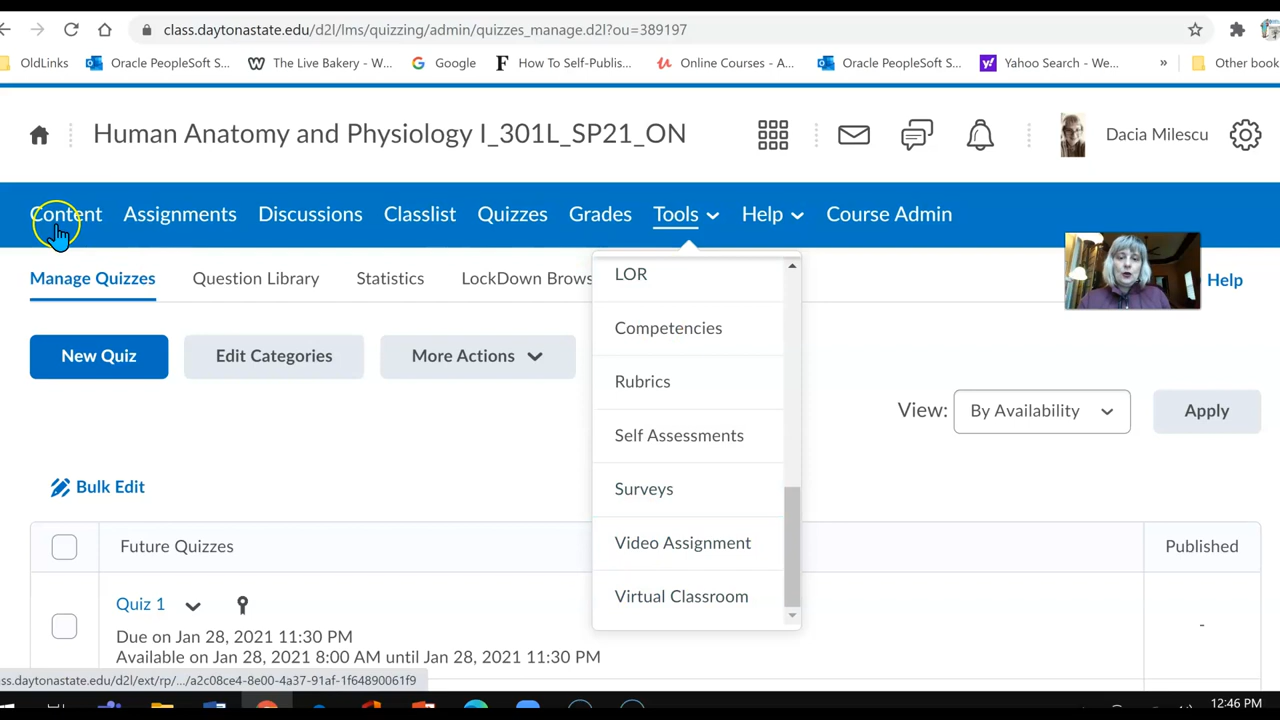 class.daytonastate.edu/d2l/lms/quizzing/admin/quizzes_manage.d2l?ou=389197
OldLinks Oracle PeopleSoft S... The Live Bakery - W... Google How To Self-Publis... Online Courses - A... Oracle PeopleSoft S... Yahoo Search - We... » Other book
Human Anatomy and Physiology I_301L_SP21_ON Dacia Milescu
Content Assignments Discussions Classlist Quizzes Grades Tools Help Course Admin
Manage Quizzes Question Library Statistics LockDown Brows Help
LOR
Competencies
Rubrics
Self Assessments
Surveys
Video Assignment
Virtual Classroom
New Quiz Edit Categories More Actions
View: By Availability Apply
Bulk Edit
Future Quizzes Published
Quiz 1
-
Due on Jan 28, 2021 11:30 PM
Available on Jan 28, 2021 8:00 AM until Jan 28, 2021 11:30 PM
ss.daytonastate.edu/d2l/ext/rp/.../a2c08ce4-8e00-4a37-91af-1f64890061f9
12:46 PM